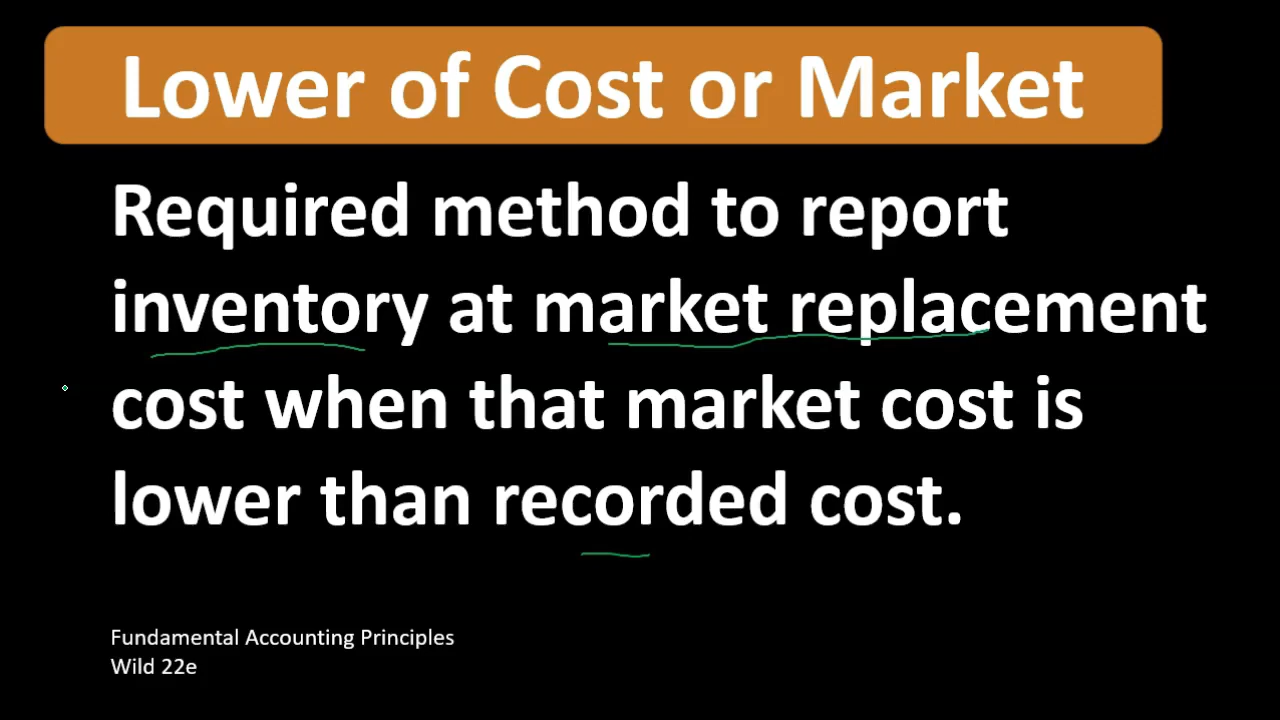 Lower of Cost or Market
Required method to report
inventory at market replacement
cost when that market cost is
lower than recorded cost.
Fundamental Accounting Principles
Wild 22e